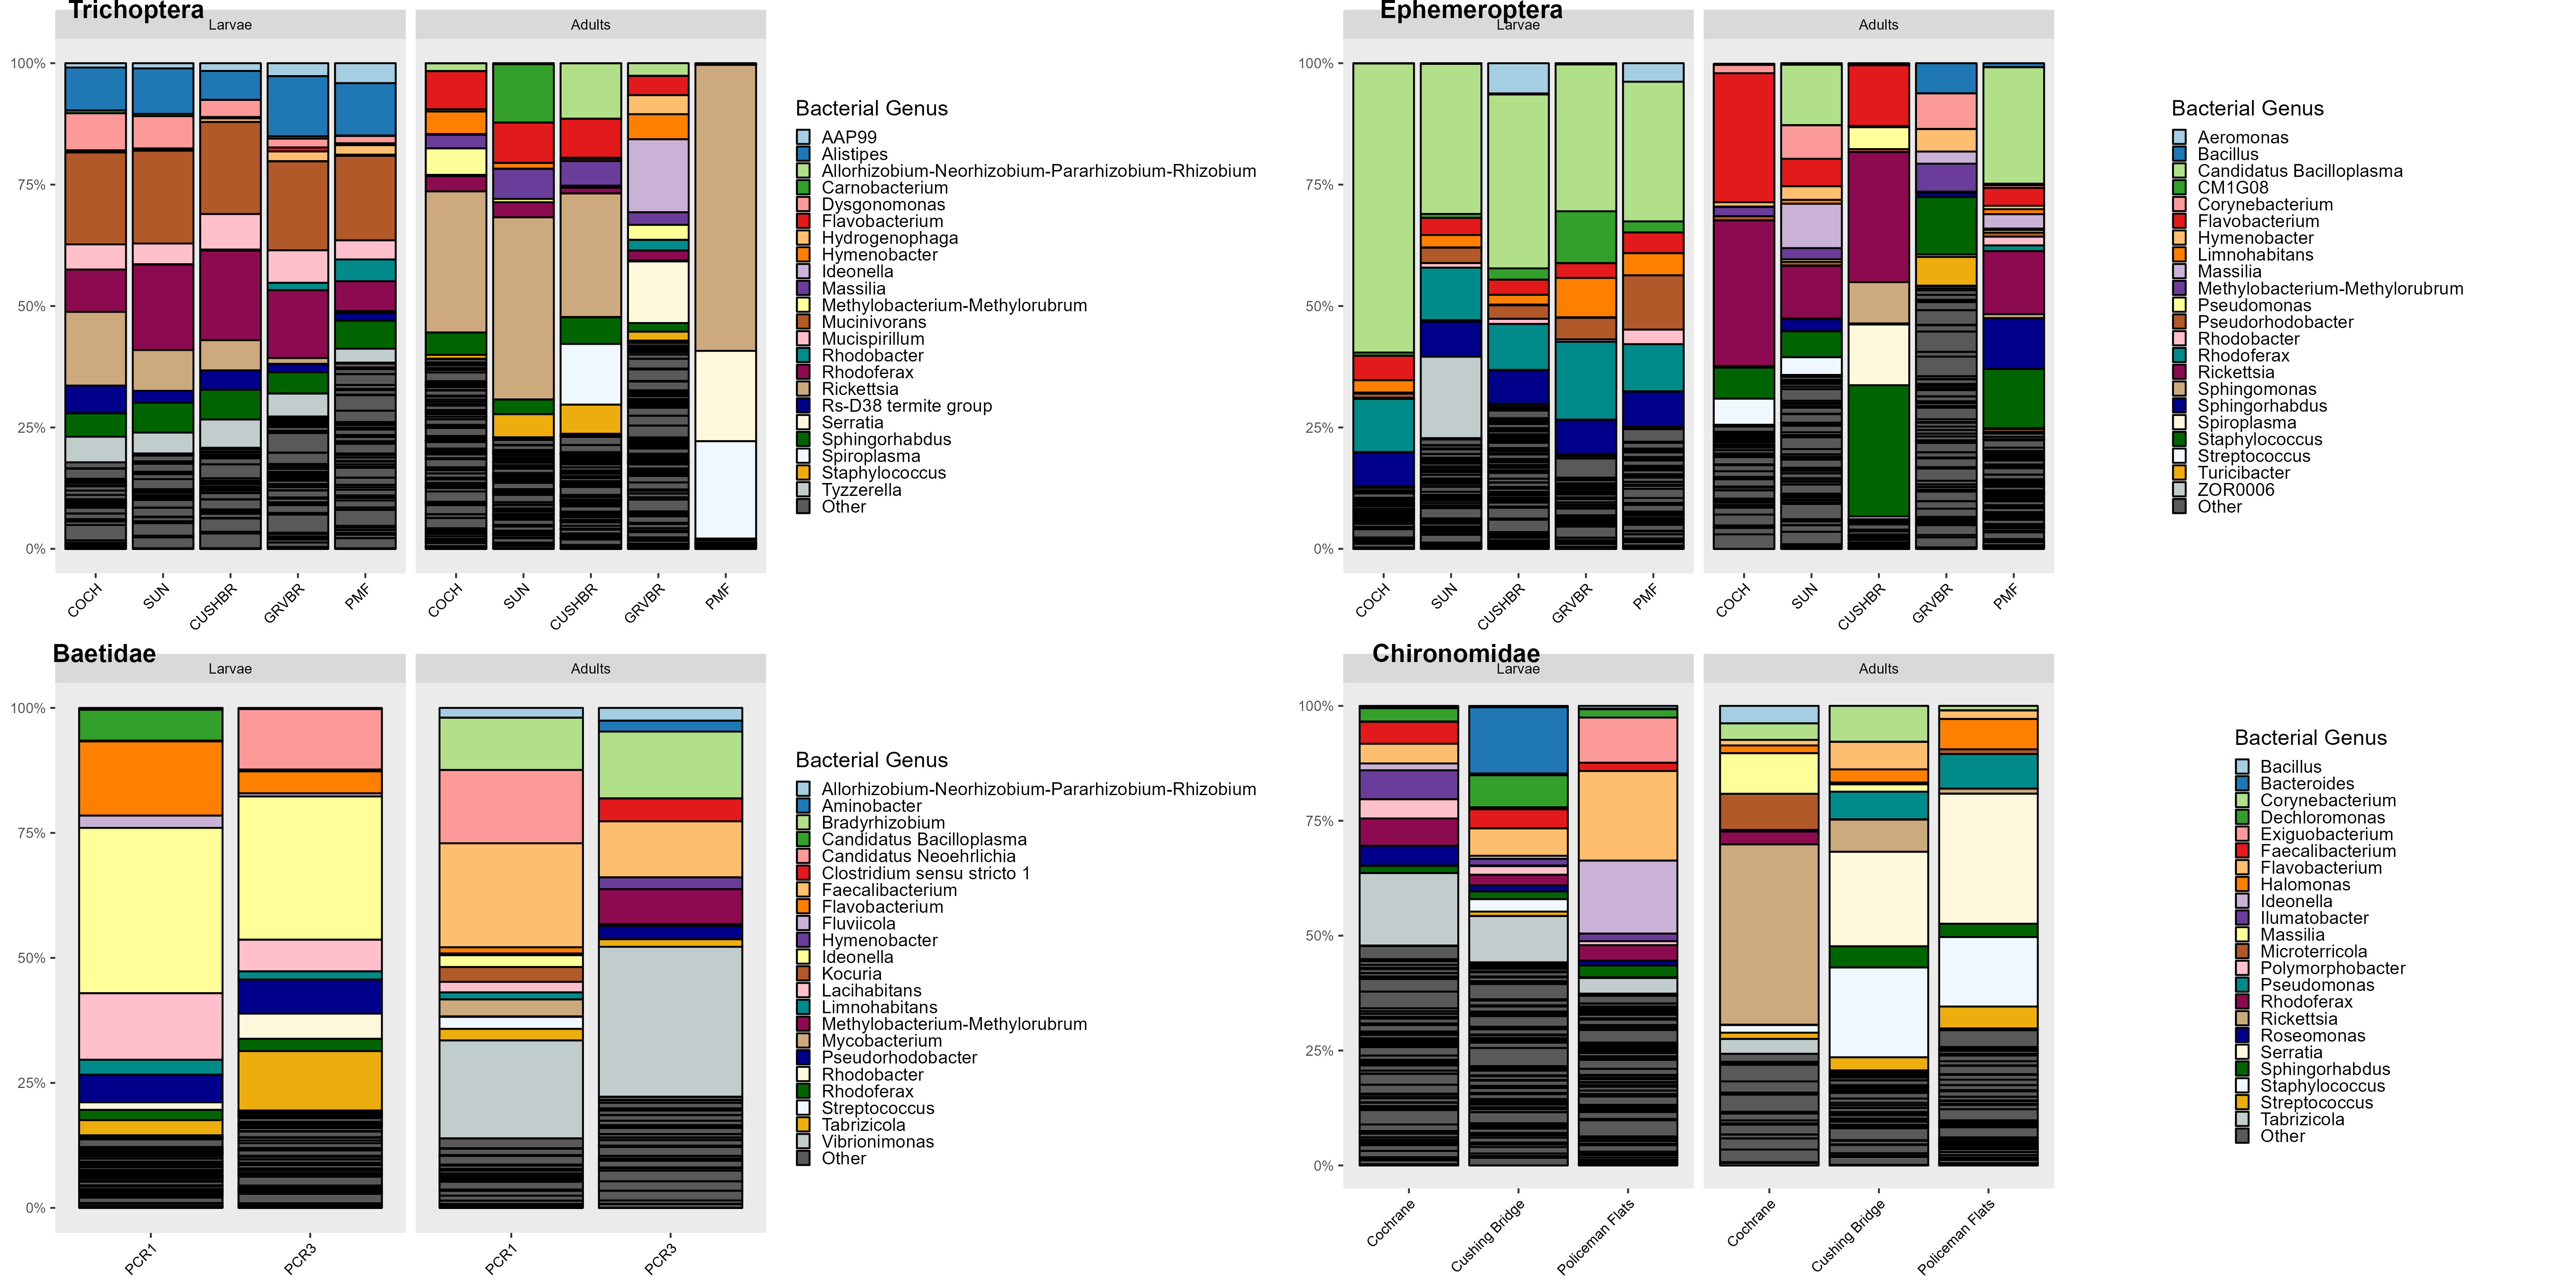 Trichoptera
Larvae
Adults
100%
75%
50%
25%
0%
COCH
SUN
CUSHBR
GRVBR
PMF
COCH
SUN
CUSHBR
GRVBR
PMF
Bacterial Genus
AAP99
Alistipes
Allorhizobium-Neorhizobium-Pararhizobium-Rhizobium
Carnobacterium
Dysgonomonas
Flavobacterium
Hydrogenophaga
Hymenobacter
Ideonella
Massilia
Methylobacterium-Methylorubrum
Mucinivorans
Mucispirillum
Rhodobacter
Rhodoferax
Rickettsia
Rs-D38 termite group
Serratia
Sphingorhabdus
Spiroplasma
Staphylococcus
Tyzzerella
Other
Ephemeroptera
Larvae
Adults
100%
75%
50%
25%
0%
COCH
SUN
CUSHBR
GRVBR
PMF
COCH
SUN
CUSHBR
GRVBR
PMF
Bacterial Genus
Aeromonas
Bacillus
Candidatus Bacilloplasma
CM1G08
Corynebacterium
Flavobacterium
Hymenobacter
Limnohabitans
Massilia
Methylobacterium-Methylorubrum
Pseudomonas
Pseudorhodobacter
Rhodobacter
Rhodoferax
Rickettsia
Sphingomonas
Sphingorhabdus
Spiroplasma
Staphylococcus
Streptococcus
Turicibacter
ZOR0006
Other
Baetidae
Larvae
Adults
100%
75%
50%
25%
0%
PCR1
PCR3
PCR1
PCR3
Bacterial Genus
Allorhizobium-Neorhizobium-Pararhizobium-Rhizobium
Aminobacter
Bradyrhizobium
Candidatus Bacilloplasma
Candidatus Neoehrlichia
Clostridium sensu stricto 1
Faecalibacterium
Flavobacterium
Fluviicola
Hymenobacter
Ideonella
Kocuria
Lacihabitans
Limnohabitans
Methylobacterium-Methylorubrum
Mycobacterium
Pseudorhodobacter
Rhodobacter
Rhodoferax
Streptococcus
Tabrizicola
Vibrionimonas
Other
Chironomidae
Larvae
Adults
100%
75%
50%
25%
0%
Cochrane
Cushing Bridge
Policeman Flats
Cochrane
Cushing Bridge
Policeman Flats
Bacterial Genus
Bacillus
Bacteroides
Corynebacterium
Dechloromonas
Exiguobacterium
Faecalibacterium
Flavobacterium
Halomonas
Ideonella
Ilumatobacter
Massilia
Microterricola
Polymorphobacter
Pseudomonas
Rhodoferax
Rickettsia
Roseomonas
Serratia
Sphingorhabdus
Staphylococcus
Streptococcus
Tabrizicola
Other